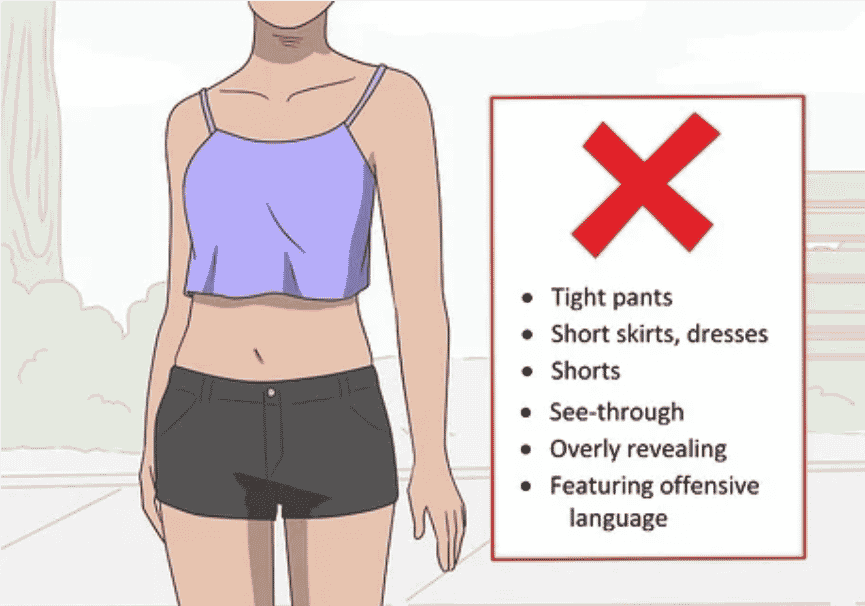 • Tight pants
• Short skirts, dresses
• Shorts
• See-through
• Overly revealing
• Featuring offensive
language